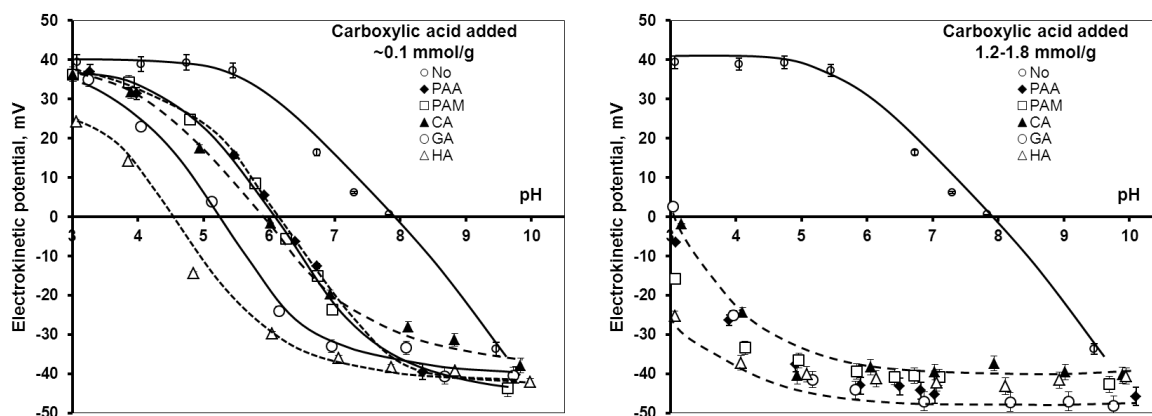 Carboxylic acid added
~0.1 mmol/g
No
PAA
PAM
CA
GA
HA
Electrokinetic potential, mV
50
40
30
20
10
0
-10
-20
-30
-40
-50
pH
3 4 5 6 7 8 9 10
Carboxylic acid added
1.2-1.8 mmol/g
No
PAA
PAM
CA
GA
HA
Electrokinetic potential, mV
50
40
30
20
10
0
-10
-20
-30
-40
-50
pH
3 4 5 6 7 8 9 10